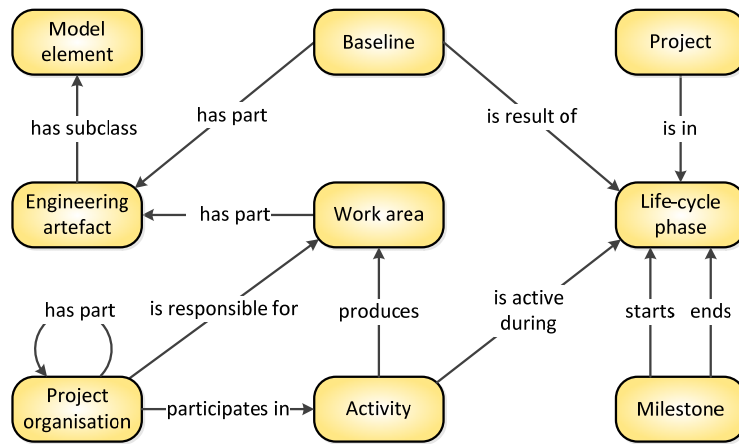 Model
element
Baseline
Project
has subclass
has part
is result of
is in
Engineering
artefact
has part
Work area
Life-cycle
phase
has part
is responsible for
produces
is active
during
starts
ends
Project
organisation
participates in
Activity
Milestone